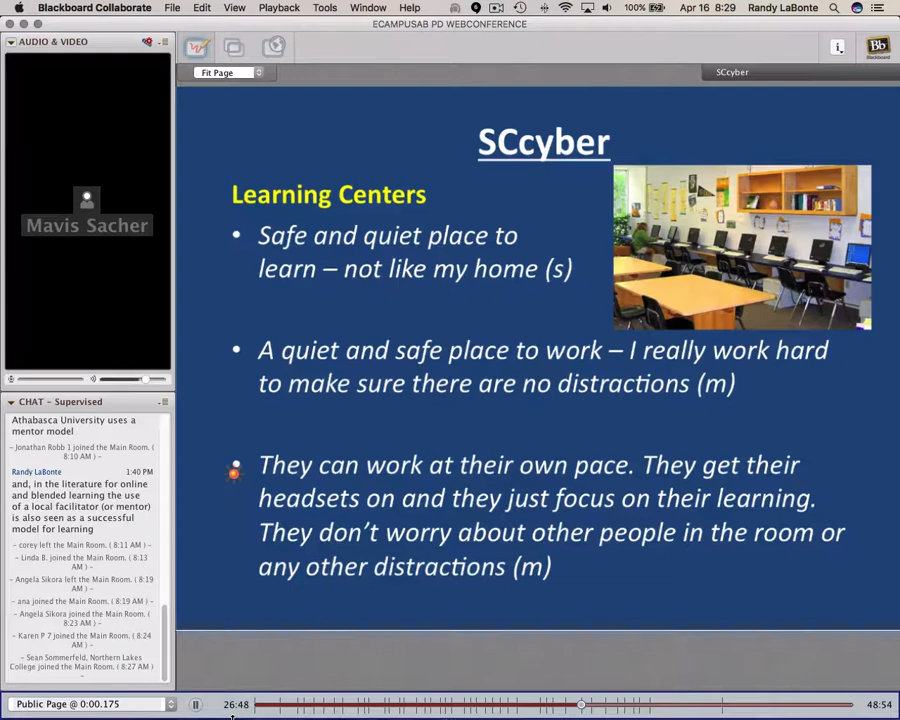 Blackboard Collaborate File Edit View Playback Tools Window Help 100% Apr 16 8:29 Randy LaBonte
ECAMPUSAB PD WEBCONFERENCE
AUDIO & VIDEO
Mavis Sacher
CHAT – Supervised
Athabasca University uses a
mentor model
– Jonathan Robb 1 joined the Main Room. (
8:10 AM ) –
Randy LaBonte 1:40 PM
and, in the literature for online
and blended learning the use
of a local facilitator (or mentor)
is also seen as a successful
model for learning
– corey left the Main Room. ( 8:11 AM ) –
– Linda B. joined the Main Room. ( 8:13
AM ) –
– Angela Sikora left the Main Room. ( 8:19
AM ) –
– ana joined the Main Room. ( 8:19 AM ) –
– Angela Sikora joined the Main Room. (
8:23 AM ) –
– Karen P 7 joined the Main Room. ( 8:24
AM ) –
– Sean Sommerfeld, Northern Lakes
College joined the Main Room. ( 8:27 AM )
–
Fit Page
SCcyber
i
Bb
Blackboard
SCcyber
Learning Centers
• Safe and quiet place to
learn – not like my home (s)
• A quiet and safe place to work – I really work hard
to make sure there are no distractions (m)
• They can work at their own pace. They get their
headsets on and they just focus on their learning.
They don't worry about other people in the room or
any other distractions (m)
Public Page @ 0:00.175
26:48
48:54